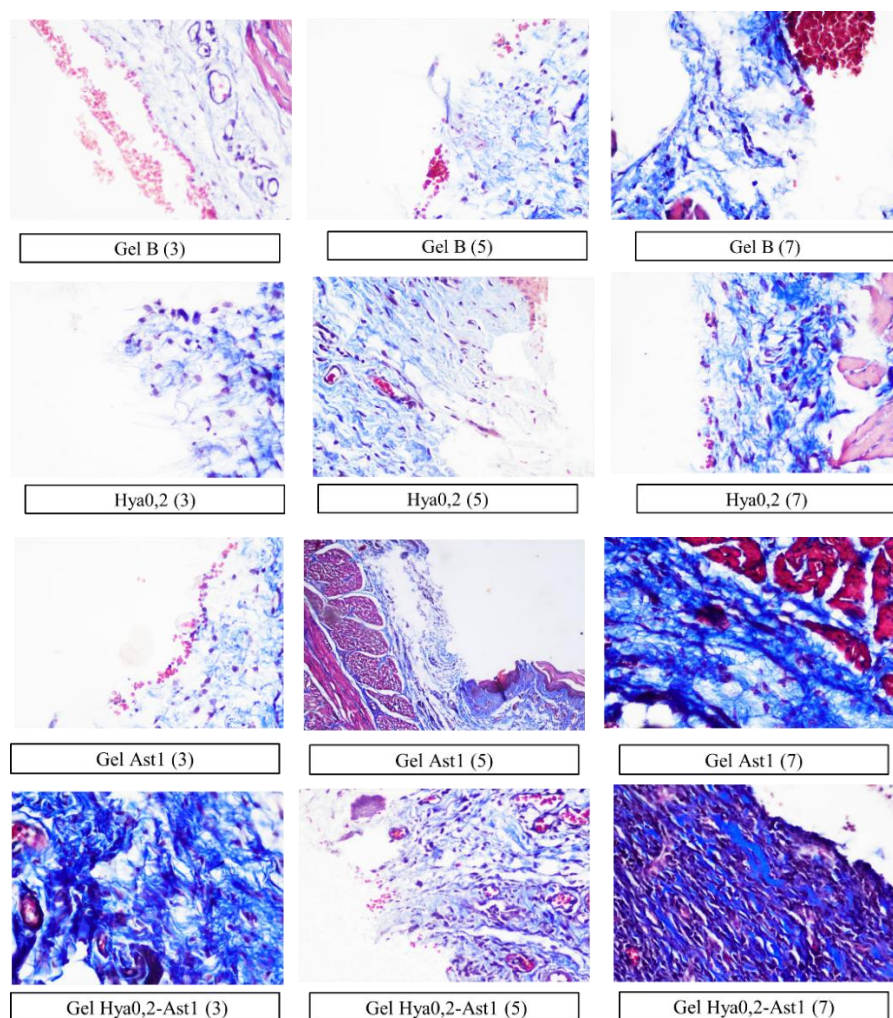 Gel B (3)
Gel B (5)
Gel B (7)
Hya0,2 (3)
Hya0,2 (5)
Hya0,2 (7)
Gel Ast1 (3)
Gel Ast1 (5)
Gel Ast1 (7)
Gel Hya0,2-Ast1 (3)
Gel Hya0,2-Ast1 (5)
Gel Hya0,2-Ast1 (7)